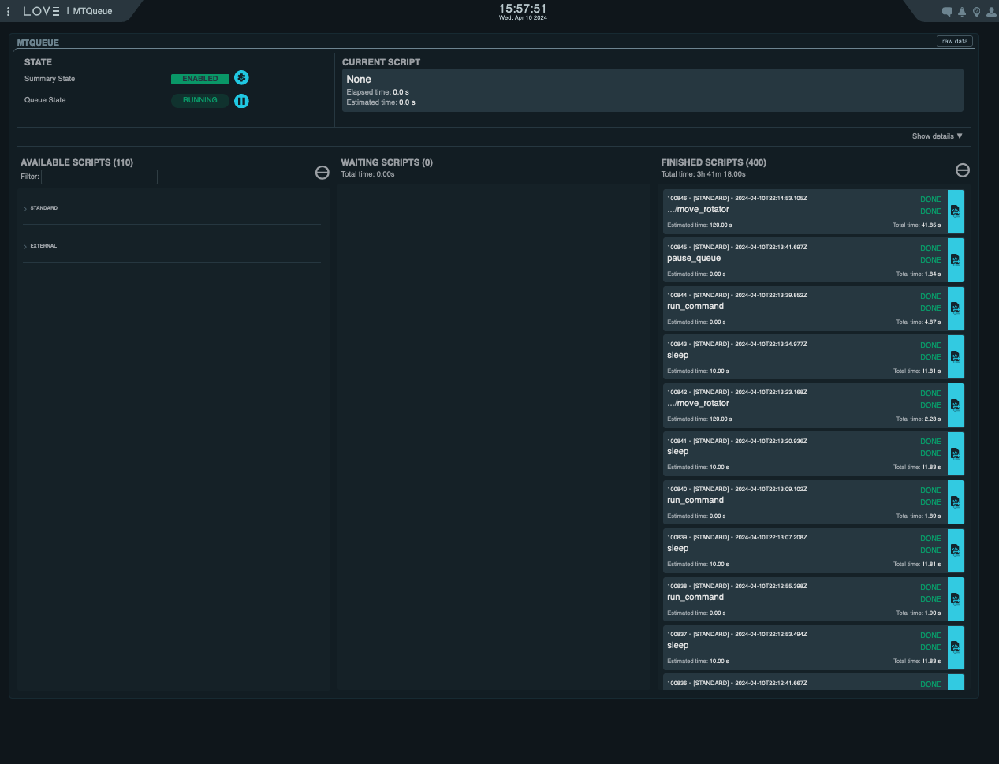 LOVE | MTQueue
15:57:51
Wed, Apr 10 2024
MTQUEUE
raw data
STATE
Summary State
ENABLED
Queue State
RUNNING
CURRENT SCRIPT
None
Elapsed time: 0.0 s
Estimated time: 0.0 s
Show details ▼
AVAILABLE SCRIPTS (110)
Filter:
STANDARD
EXTERNAL
WAITING SCRIPTS (0)
Total time: 0.00s
FINISHED SCRIPTS (400)
Total time: 3h 41m 18.00s
100846 - [STANDARD] - 2024-04-10T22:14:53.105Z DONE
.../move_rotator DONE
Estimated time: 120.00 s Total time: 41.85 s
100845 - [STANDARD] - 2024-04-10T22:13:41.697Z DONE
pause_queue DONE
Estimated time: 0.00 s Total time: 1.84 s
100844 - [STANDARD] - 2024-04-10T22:13:39.852Z DONE
run_command DONE
Estimated time: 0.00 s Total time: 4.87 s
100843 - [STANDARD] - 2024-04-10T22:13:34.977Z DONE
sleep DONE
Estimated time: 10.00 s Total time: 11.81 s
100842 - [STANDARD] - 2024-04-10T22:13:23.168Z DONE
.../move_rotator DONE
Estimated time: 120.00 s Total time: 2.23 s
100841 - [STANDARD] - 2024-04-10T22:13:20.936Z DONE
sleep DONE
Estimated time: 10.00 s Total time: 11.83 s
100840 - [STANDARD] - 2024-04-10T22:13:09.102Z DONE
run_command DONE
Estimated time: 0.00 s Total time: 1.89 s
100839 - [STANDARD] - 2024-04-10T22:13:07.208Z DONE
sleep DONE
Estimated time: 10.00 s Total time: 11.81 s
100838 - [STANDARD] - 2024-04-10T22:12:55.398Z DONE
run_command DONE
Estimated time: 0.00 s Total time: 1.90 s
100837 - [STANDARD] - 2024-04-10T22:12:53.494Z DONE
sleep DONE
Estimated time: 10.00 s Total time: 11.83 s
100836 - [STANDARD] - 2024-04-10T22:12:41.667Z DONE